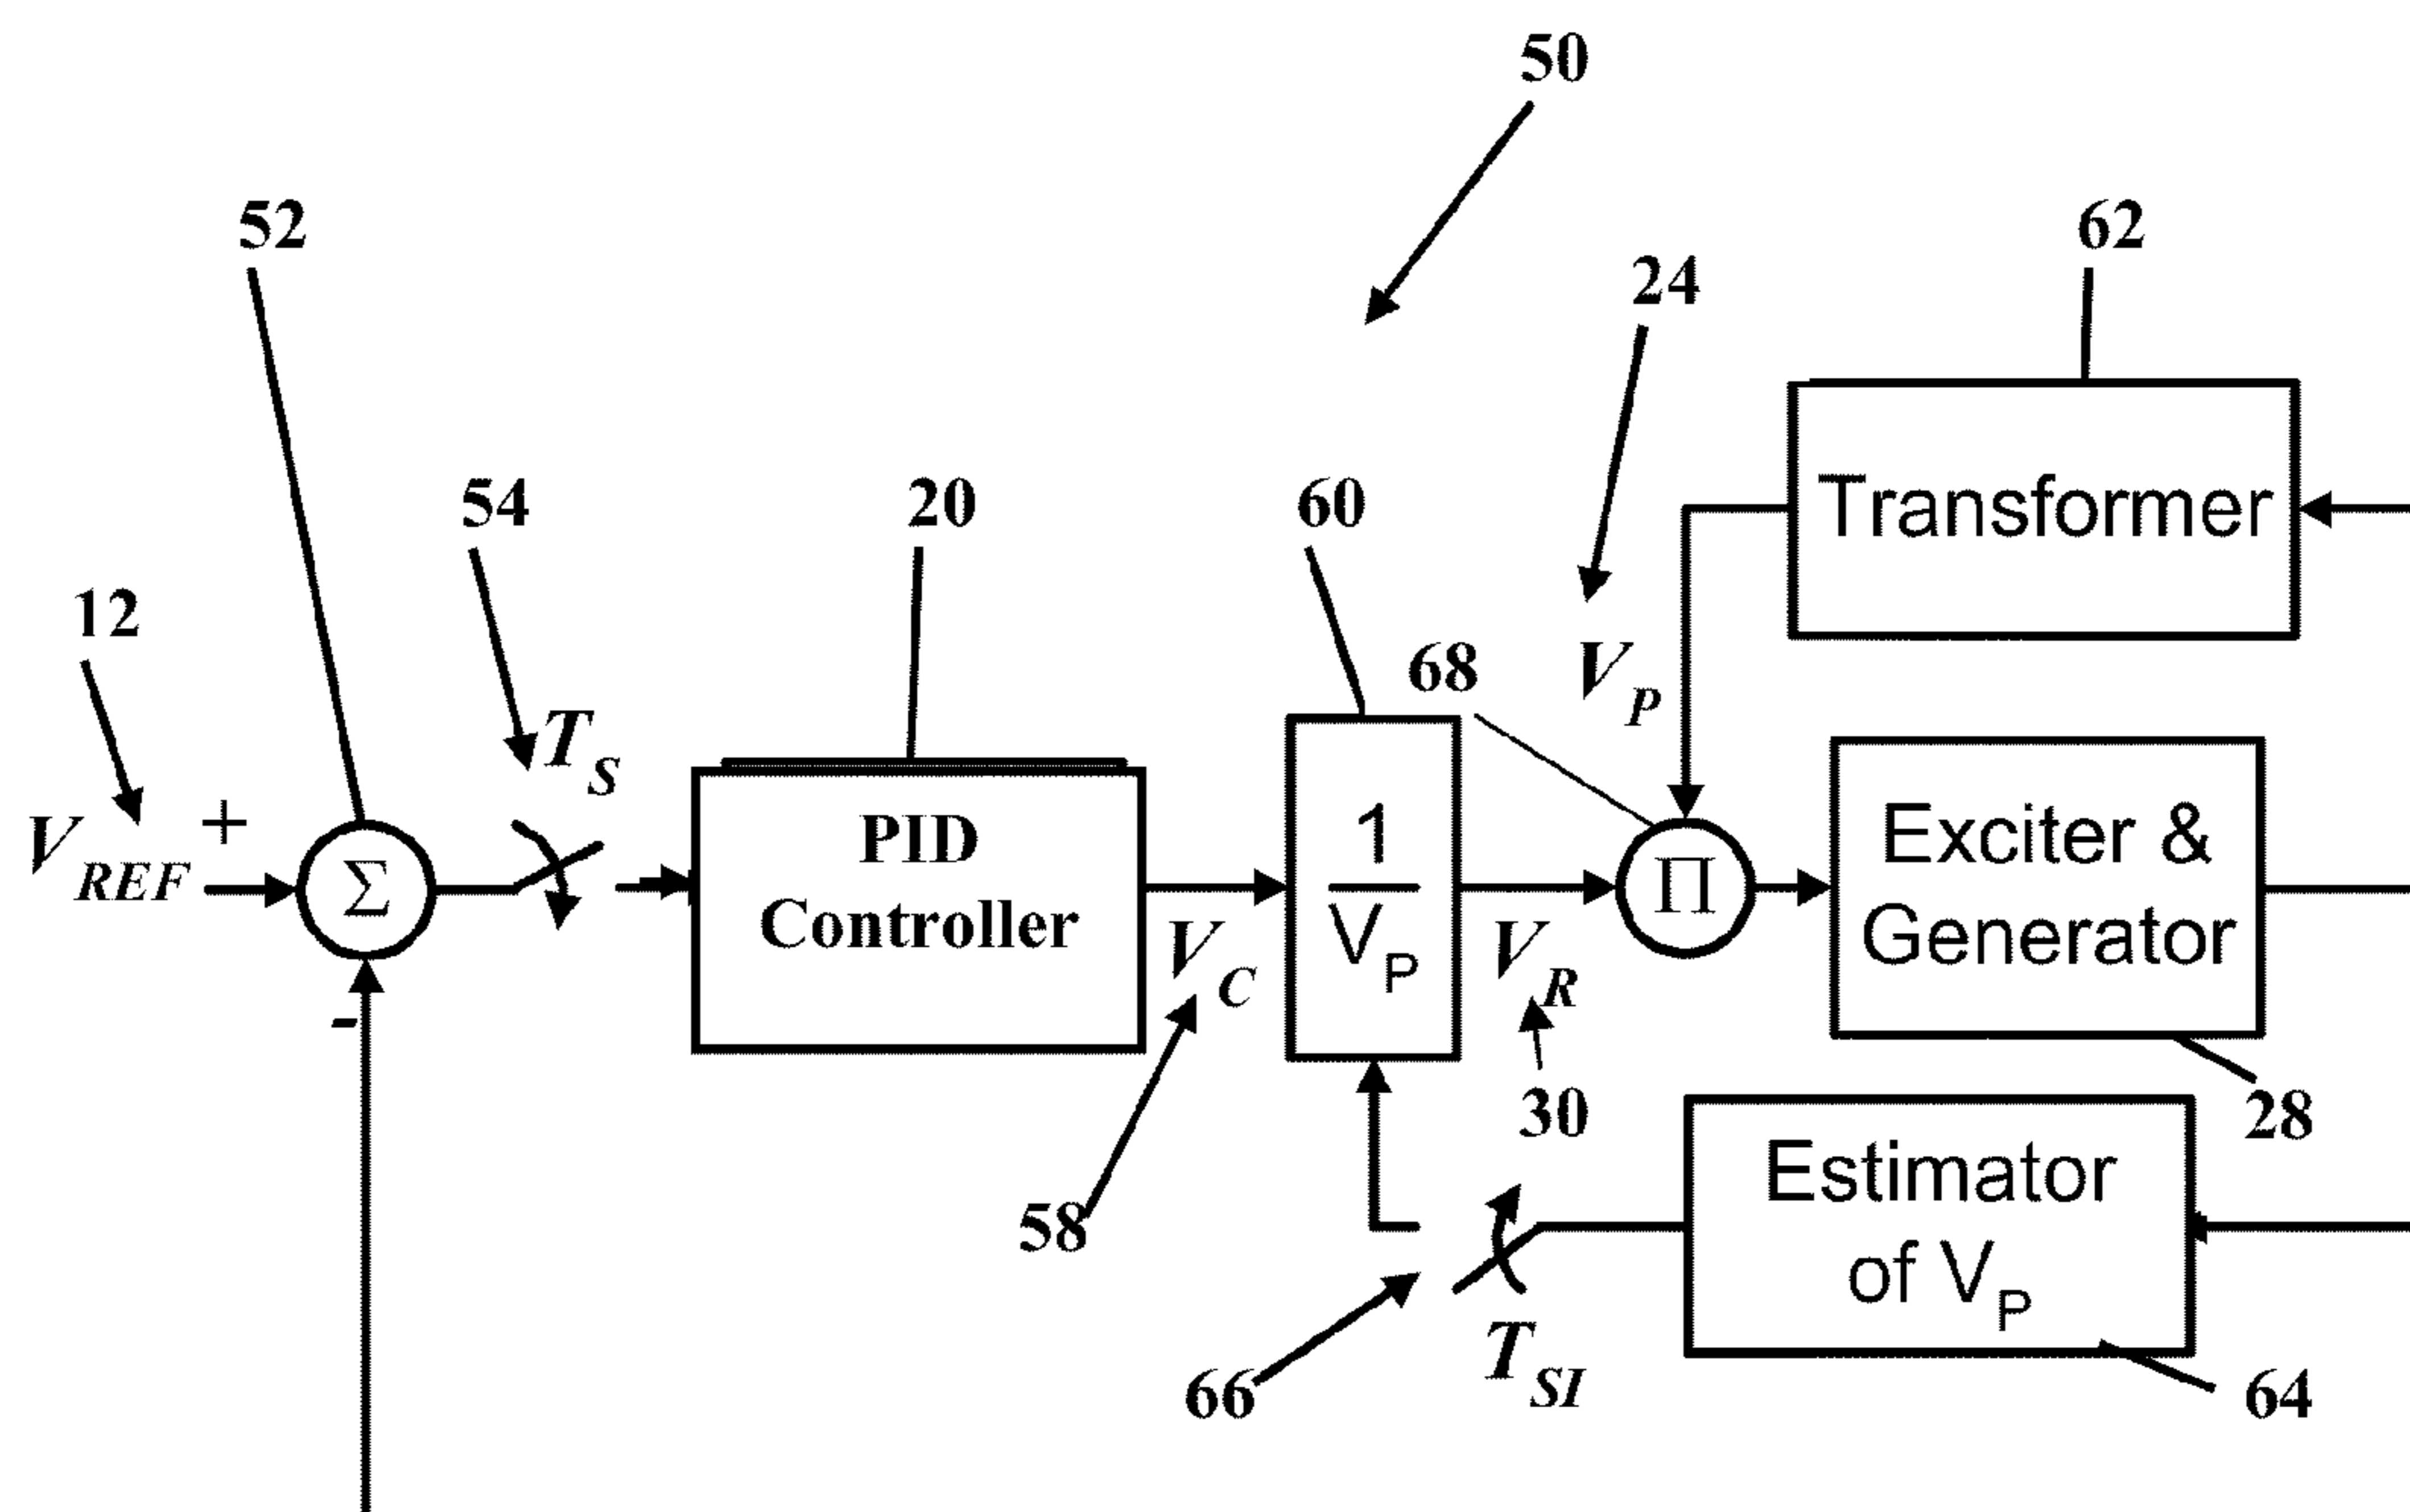 50
52
62
24
54
20
60
12
68
V_P
T_S
V_REF
+
Σ
PID
Controller
1
V_P
Π
Exciter &
Generator
Transformer
V_C
V_R
-
58
30
28
Estimator
of V_P
66
T_SI
64